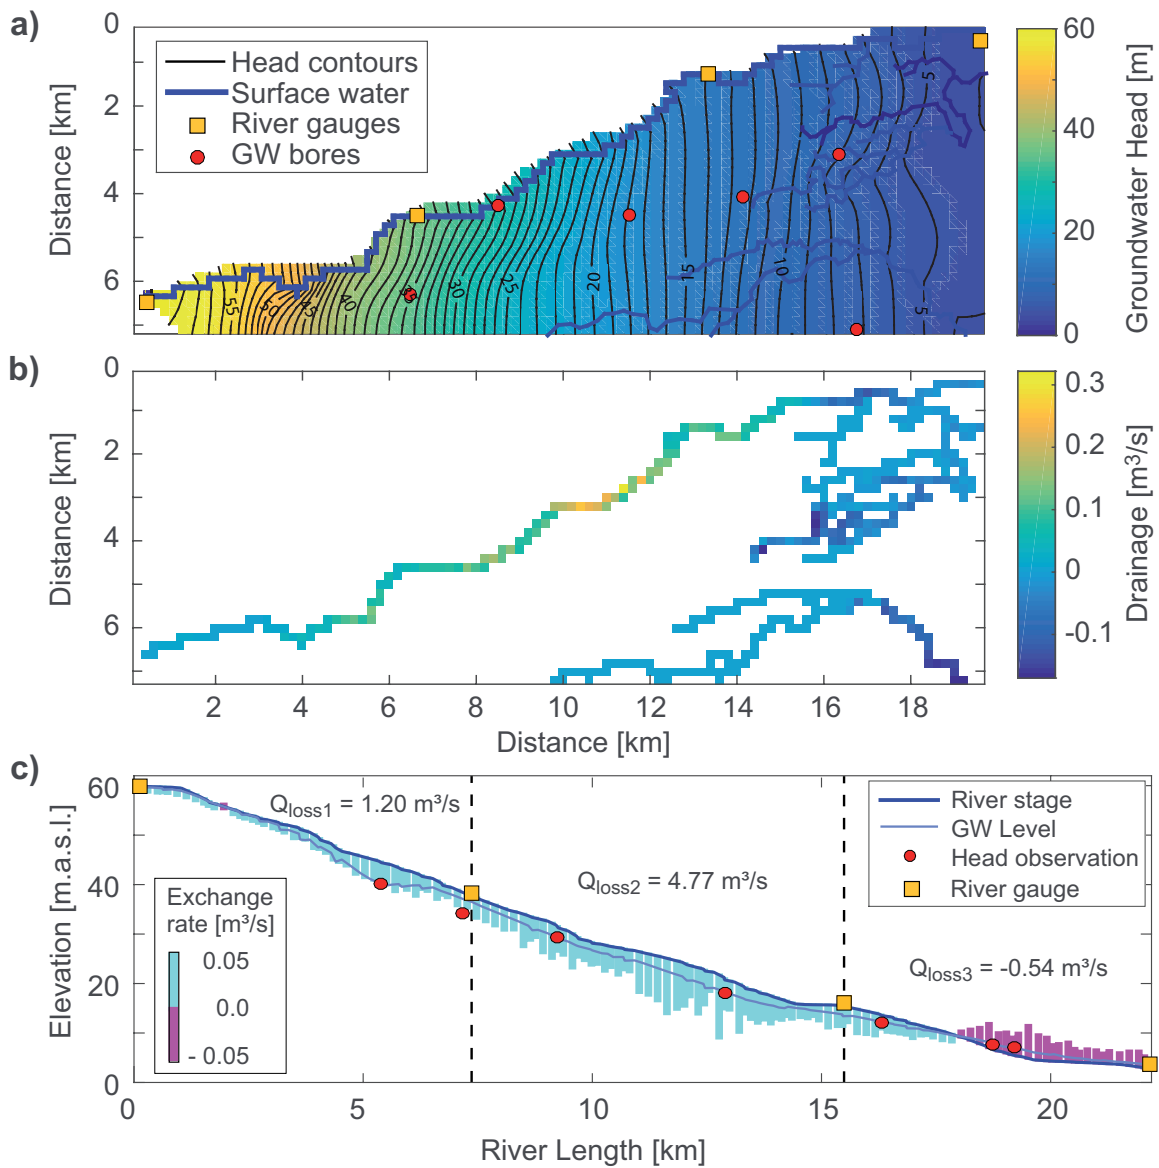 a)
0
2
4
6
Distance [km]
Head contours
Surface water
River gauges
GW bores
55
50
45
40
35
30
25
20
15
10
5
5
60
40
20
0
Groundwater Head [m]
b)
0
2
4
6
Distance [km]
2 4 6 8 10 12 14 16 18
Distance [km]
0.3
0.2
0.1
0
-0.1
Drainage [m³/s]
c)
60
40
20
0
Elevation [m.a.s.l.]
Qloss1 = 1.20 m³/s
Qloss2 = 4.77 m³/s
Qloss3 = -0.54 m³/s
River stage
GW Level
Head observation
River gauge
Exchange
rate [m³/s]
0.05
0.0
- 0.05
0 5 10 15 20
River Length [km]